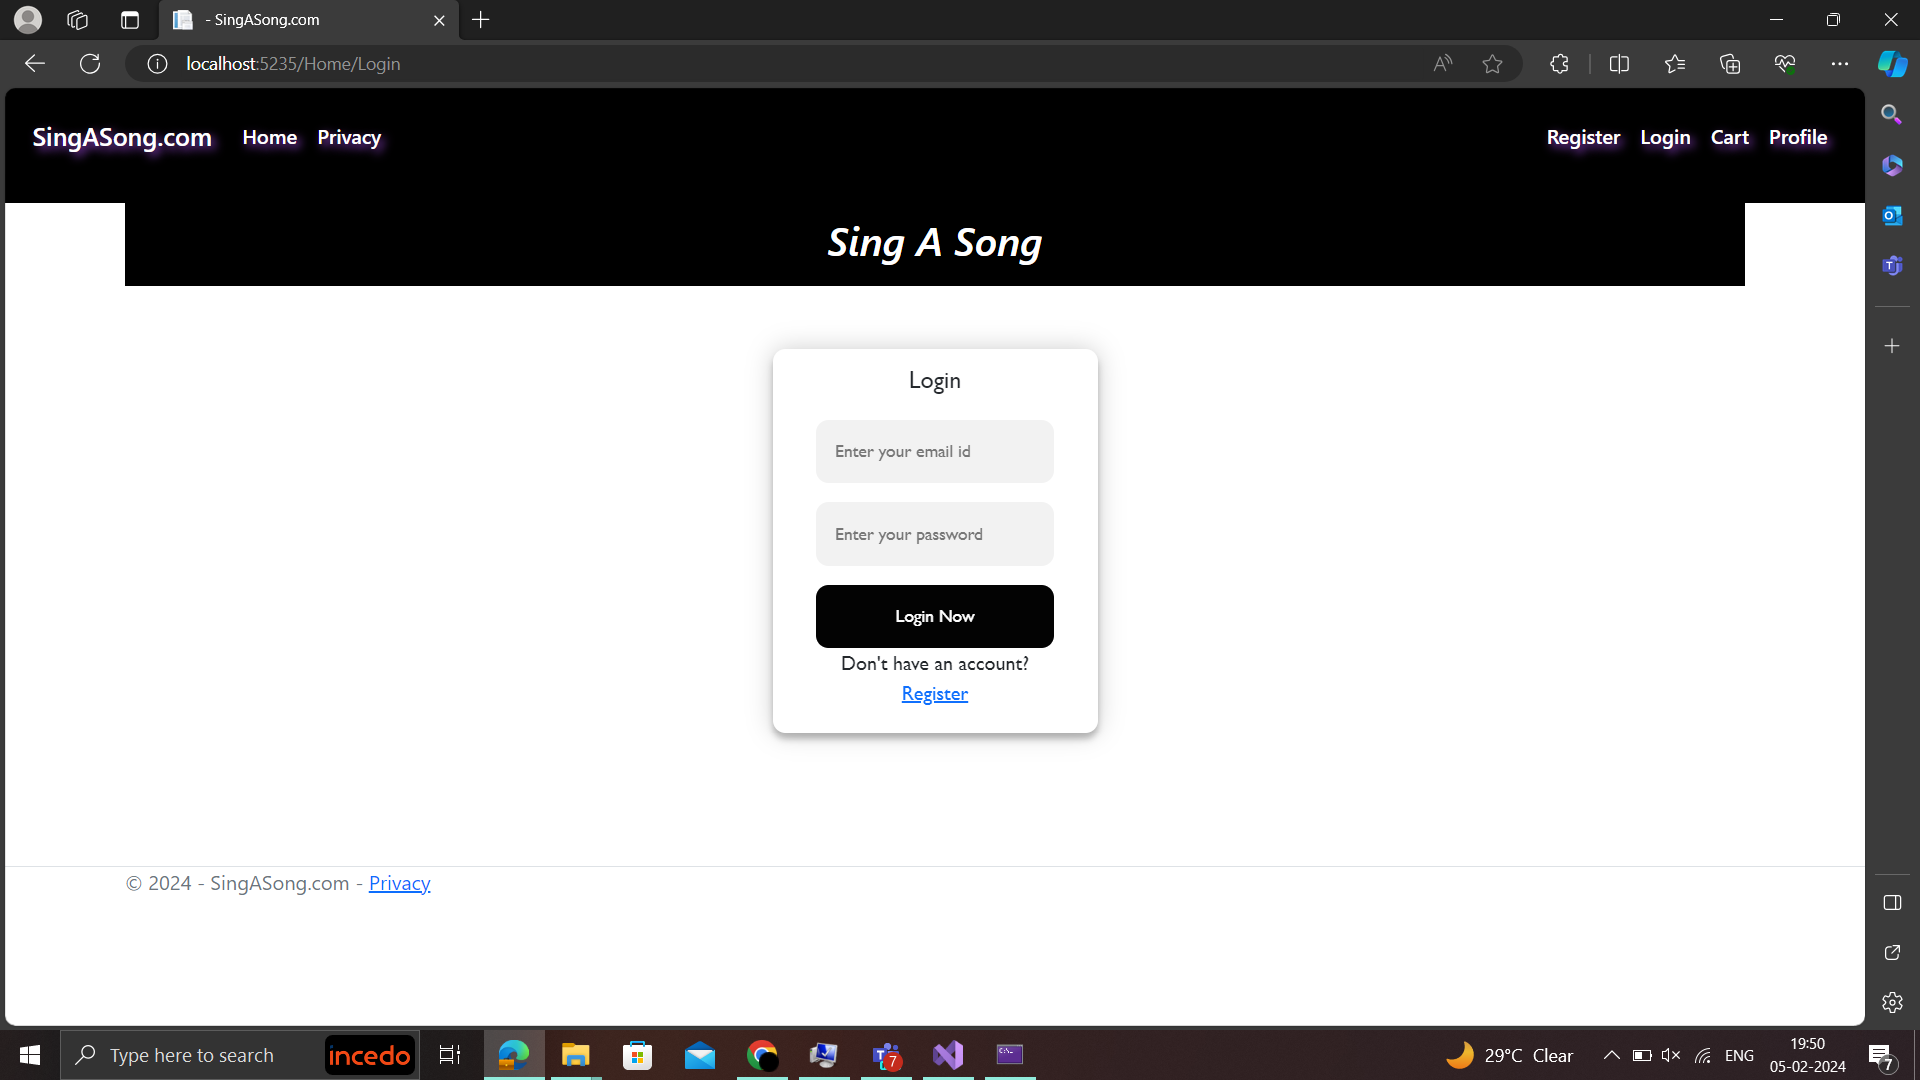 - SingASong.com
localhost:5235/Home/Login
SingASong.com Home Privacy Register Login Cart Profile
Sing A Song
Login
Enter your email id
Enter your password
Login Now
Don't have an account?
Register
© 2024 - SingASong.com - Privacy
Type here to search
incedo
7
29°C Clear
ENG
19:50
05-02-2024
7